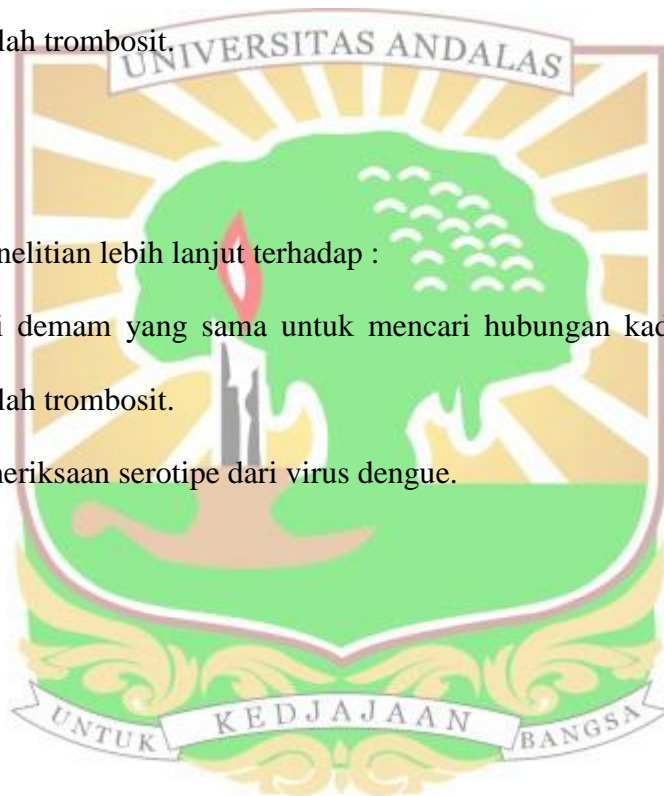 lah trombosit.
UNIVERSITAS ANDALAS
nelitian lebih lanjut terhadap :
i demam yang sama untuk mencari hubungan kad
lah trombosit.
eriksaan serotipe dari virus dengue.
UNTUK KEDJAJAAN BANGSA